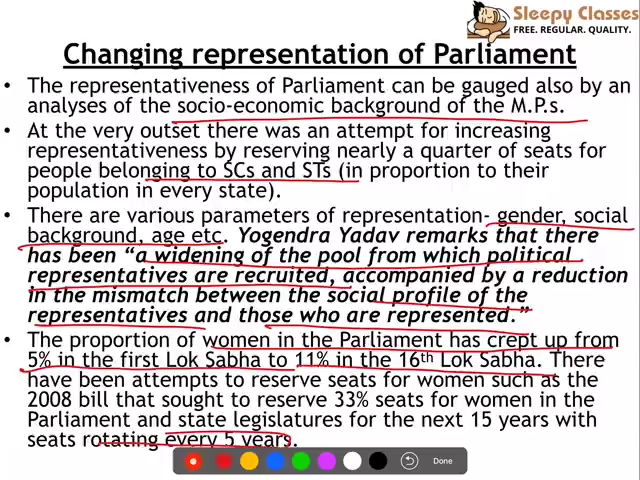 Sleepy Classes
FREE. REGULAR. QUALITY.
Changing representation of Parliament
• The representativeness of Parliament can be gauged also by an
analyses of the socio-economic background of the M.P.s.
• At the very outset there was an attempt for increasing
representativeness by reserving nearly a quarter of seats for
people belonging to SCs and STs (in proportion to their
population in every state).
• There are various parameters of representation- gender, social
background, age etc. Yogendra Yadav remarks that there
has been “a widening of the pool from which political
representatives are recruited, accompanied by a reduction
in the mismatch between the social profile of the
representatives and those who are represented.”
• The proportion of women in the Parliament has crept up from
5% in the first Lok Sabha to 11% in the 16th Lok Sabha. There
have been attempts to reserve seats for women such as the
2008 bill that sought to reserve 33% seats for women in the
Parliament and state legislatures for the next 15 years with
seats rotating every 5 years.
Done